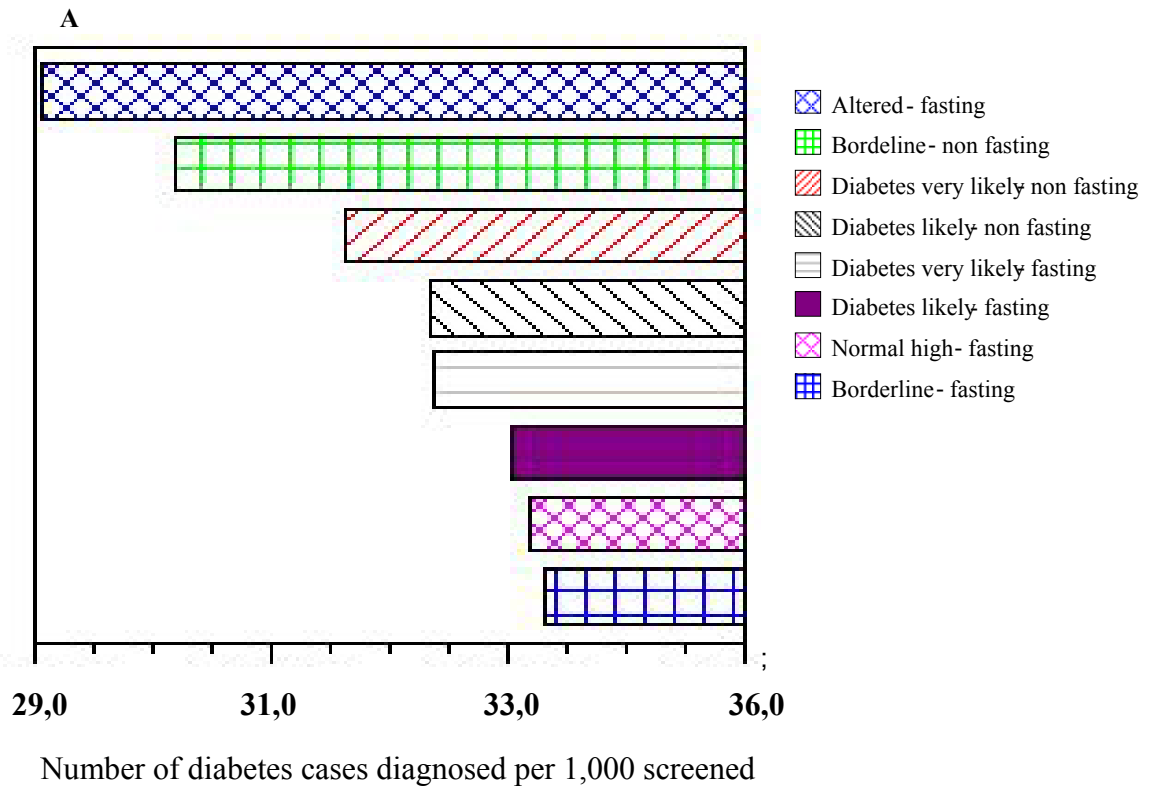 A
Altered - fasting
Bordeline - non fasting
Diabetes very likely- non fasting
Diabetes likely- non fasting
Diabetes very likely- fasting
Diabetes likely- fasting
Normal high - fasting
Borderline - fasting
;
29,0 31,0 33,0 36,0
Number of diabetes cases diagnosed per 1,000 screened